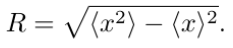 R = √⟨x²⟩ − ⟨x⟩².